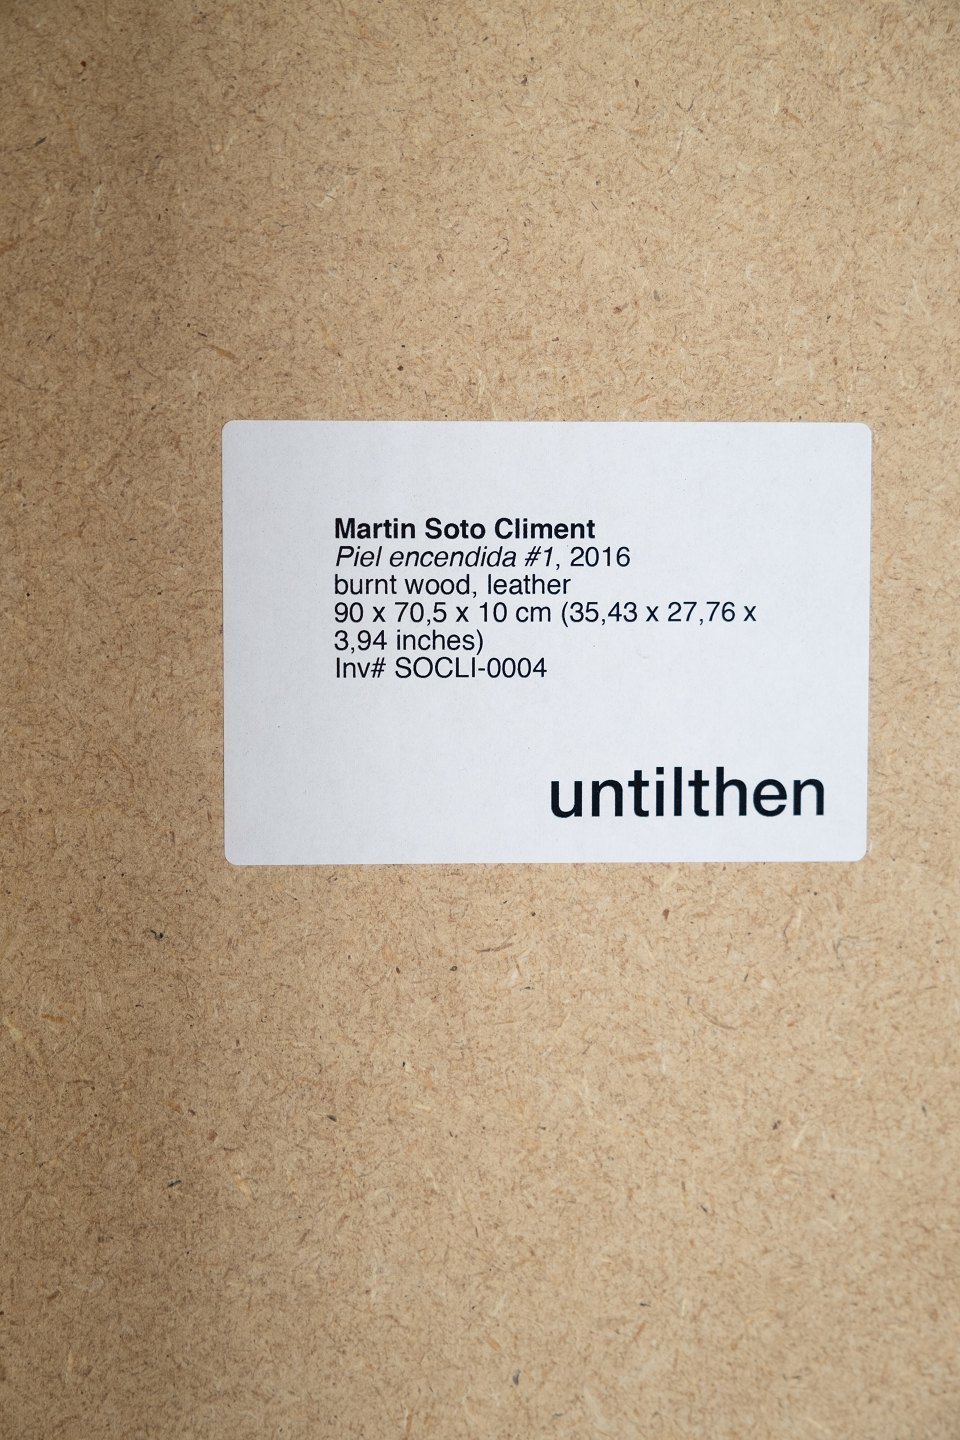 Martin Soto Climent
Piel encendida #1, 2016
burnt wood, leather
90 x 70,5 x 10 cm (35,43 x 27,76 x
3,94 inches)
Inv# SOCLI-0004
untilthen